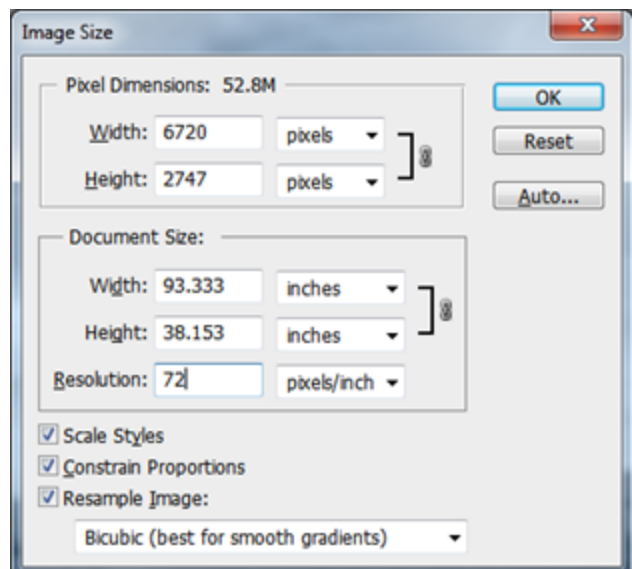 Image Size
Pixel Dimensions: 52.8M
OK
Width: 6720 pixels
Reset
Height: 2747 pixels
Auto...
Document Size:
Width: 93.333 inches
Height: 38.153 inches
Resolution: 72 pixels/inch
Scale Styles
Constrain Proportions
Resample Image:
Bicubic (best for smooth gradients)